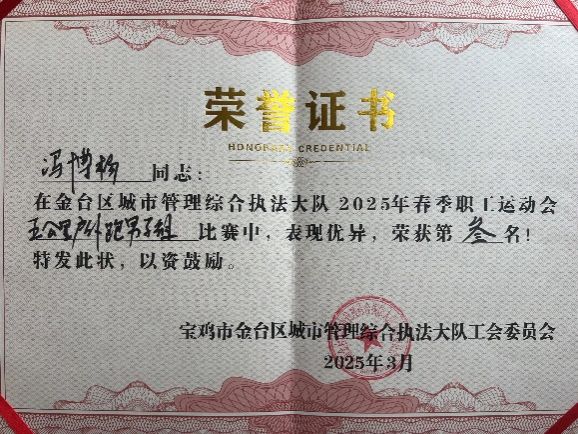 荣誉证书
HONORARY CREDENTIAL
冯博杨 同志:
在金台区城市管理综合执法大队2025年春季职工运动会
五公里户外跑男子组 比赛中,表现优异,荣获第 叁 名!
特发此状,以资鼓励。
宝鸡市金台区城市管理综合执法大队工会委员会
2025年3月